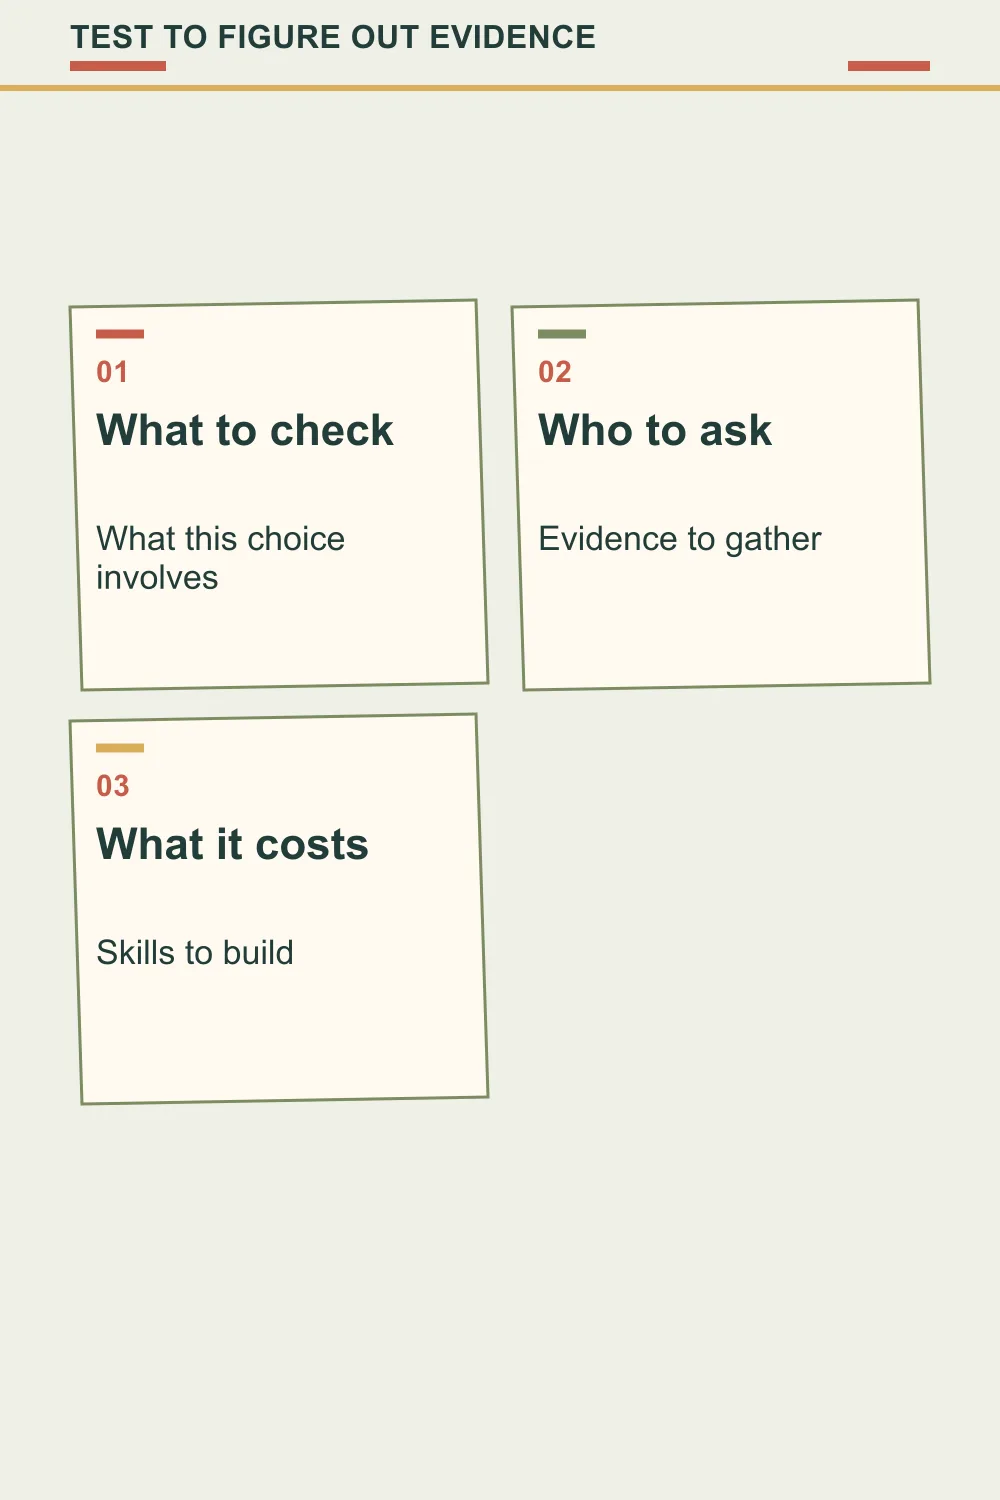 TEST TO FIGURE OUT EVIDENCE
01
What to check
What this choice
involves
02
Who to ask
Evidence to gather
03
What it costs
Skills to build